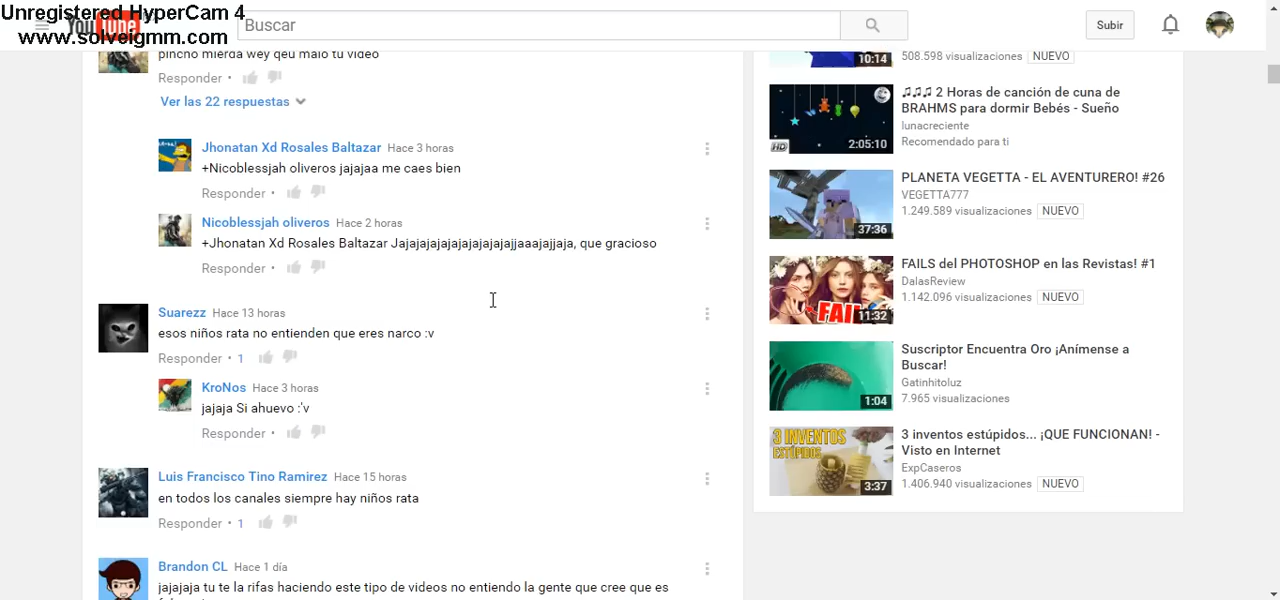 Unregistered HyperCam 4
www.solveigmm.com
YouTube
Buscar
Subir
pincho mierda wey qeu malo tu video
Responder •
Ver las 22 respuestas
Jhonatan Xd Rosales Baltazar Hace 3 horas
+Nicoblessjah oliveros jajajaa me caes bien
Responder •
Nicoblessjah oliveros Hace 2 horas
+Jhonatan Xd Rosales Baltazar Jajajajajajajajajajajajjaaajajjaja, que gracioso
Responder •
Suarezz Hace 13 horas
esos niños rata no entienden que eres narco :v
Responder • 1
KroNos Hace 3 horas
jajaja Si ahuevo :'v
Responder •
Luis Francisco Tino Ramirez Hace 15 horas
en todos los canales siempre hay niños rata
Responder • 1
Brandon CL Hace 1 día
jajajaja tu te la rifas haciendo este tipo de videos no entiendo la gente que cree que es
10:14
508.598 visualizaciones NUEVO
♫♫♫ 2 Horas de canción de cuna de
BRAHMS para dormir Bebés - Sueño
lunacreciente
Recomendado para ti
HD
2:05:10
PLANETA VEGETTA - EL AVENTURERO! #26
VEGETTA777
1.249.589 visualizaciones NUEVO
37:36
FAILS del PHOTOSHOP en las Revistas! #1
DalasReview
1.142.096 visualizaciones NUEVO
FAIL
11:32
Suscriptor Encuentra Oro ¡Anímense a
Buscar!
Gatinhitoluz
7.965 visualizaciones
1:04
3 inventos estúpidos... ¡QUE FUNCIONAN! -
Visto en Internet
ExpCaseros
1.406.940 visualizaciones NUEVO
3 INVENTOS
ESTÚPIDOS
3:37